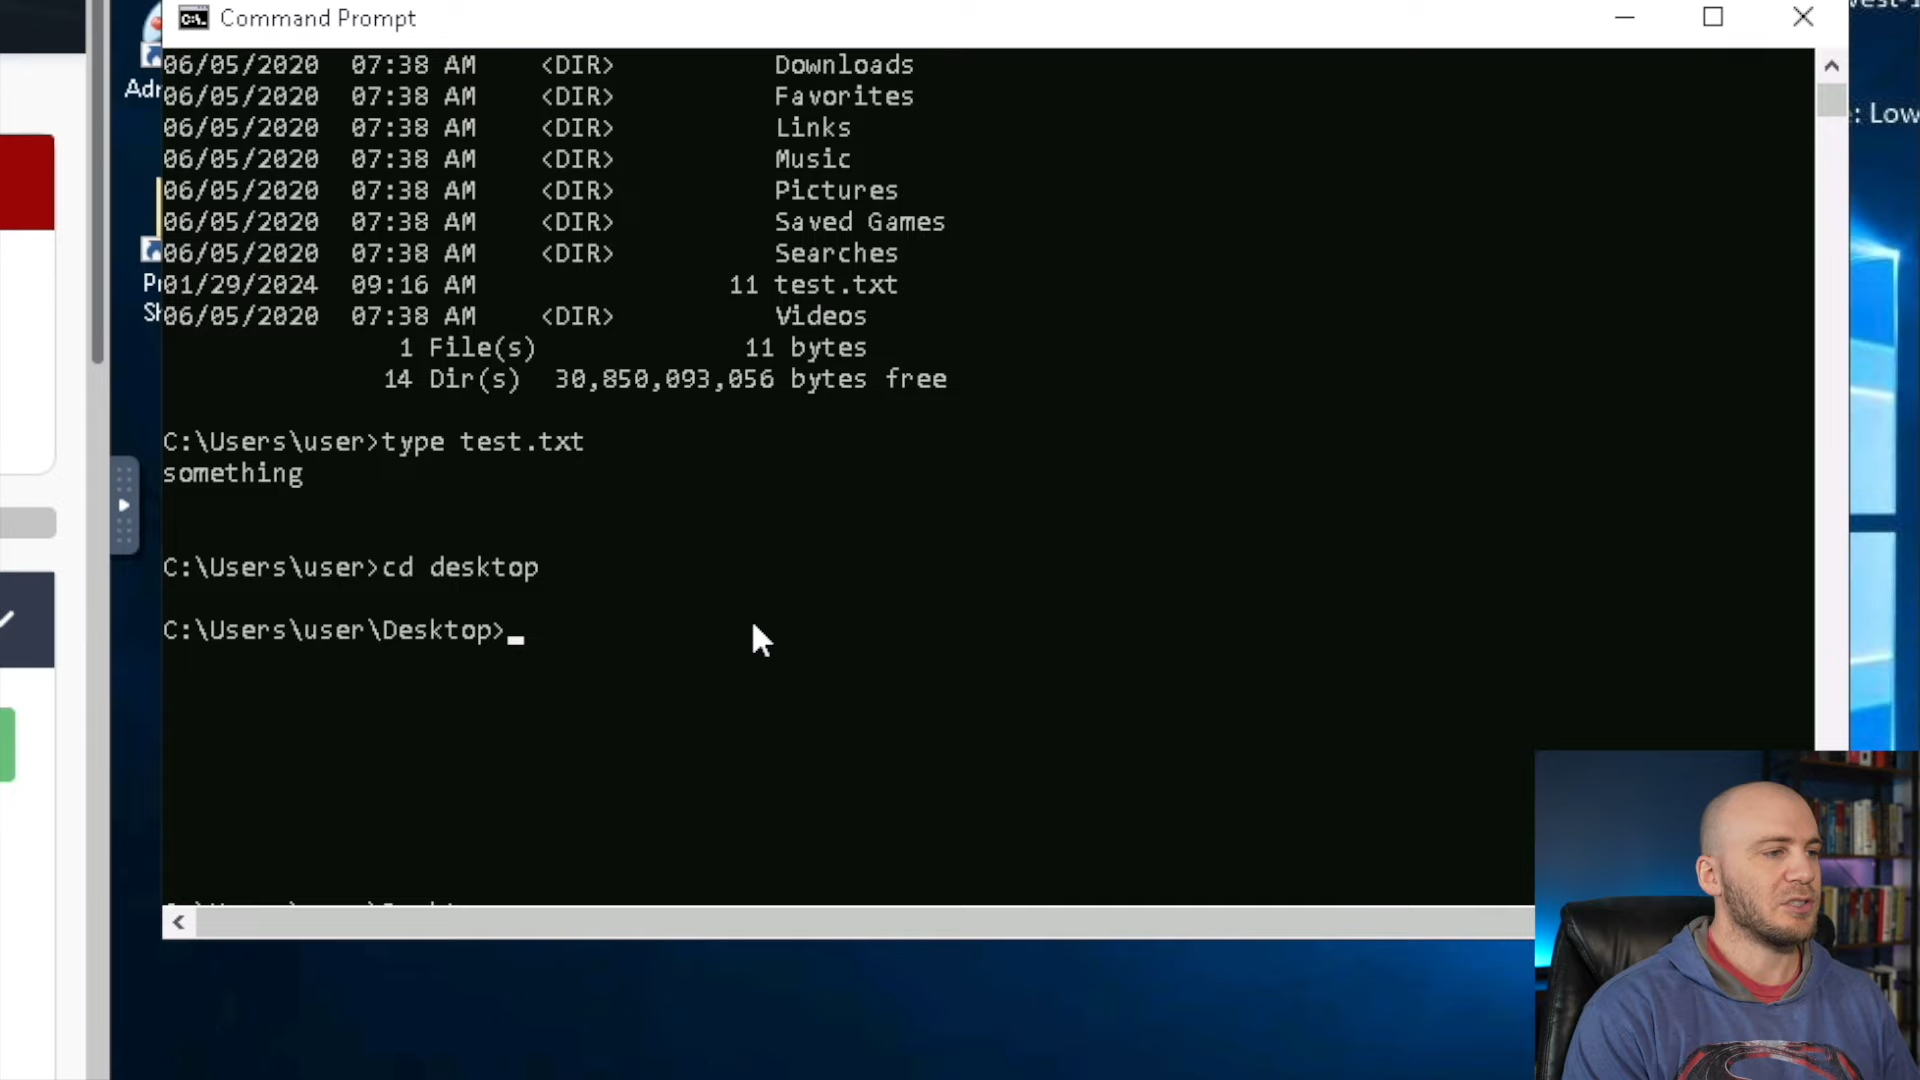 Command Prompt
06/05/2020 07:38 AM <DIR> Downloads
06/05/2020 07:38 AM <DIR> Favorites
06/05/2020 07:38 AM <DIR> Links
06/05/2020 07:38 AM <DIR> Music
06/05/2020 07:38 AM <DIR> Pictures
06/05/2020 07:38 AM <DIR> Saved Games
06/05/2020 07:38 AM <DIR> Searches
01/29/2024 09:16 AM 11 test.txt
06/05/2020 07:38 AM <DIR> Videos
1 File(s) 11 bytes
14 Dir(s) 30,850,093,056 bytes free
C:\Users\user>type test.txt
something
C:\Users\user>cd desktop
C:\Users\user\Desktop>
: Low